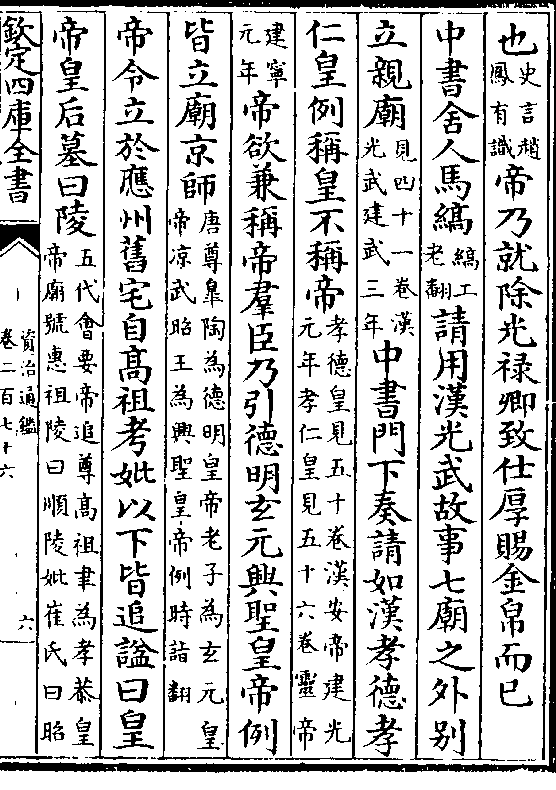 也史言趙鳳有識帝乃就除光禄卿致仕厚賜金帛而已
中書舍人馬縞縞工老翻請用漢光武故事七廟之外别
立親廟見四十一卷漢光武建武三年中書門下奏請如漢孝德孝
仁皇例稱皇不稱帝孝德皇見五十卷漢安帝建光元年孝仁皇見五十六卷靈帝
建寧元年帝欲兼稱帝羣臣乃引德明玄元興聖皇帝例
皆立廟京師唐尊臯陶為德明皇帝老子為玄元皇帝凉武昭王為興聖皇帝例時詣翻
帝令立於應州舊宅自髙祖考妣以下皆追諡曰皇
帝皇后墓曰陵五代會要帝追尊髙祖聿為孝恭皇帝廟號惠祖陵曰順陵妣崔氏曰昭
欽定四庫全書
資治通鑑
卷二百七十六
六